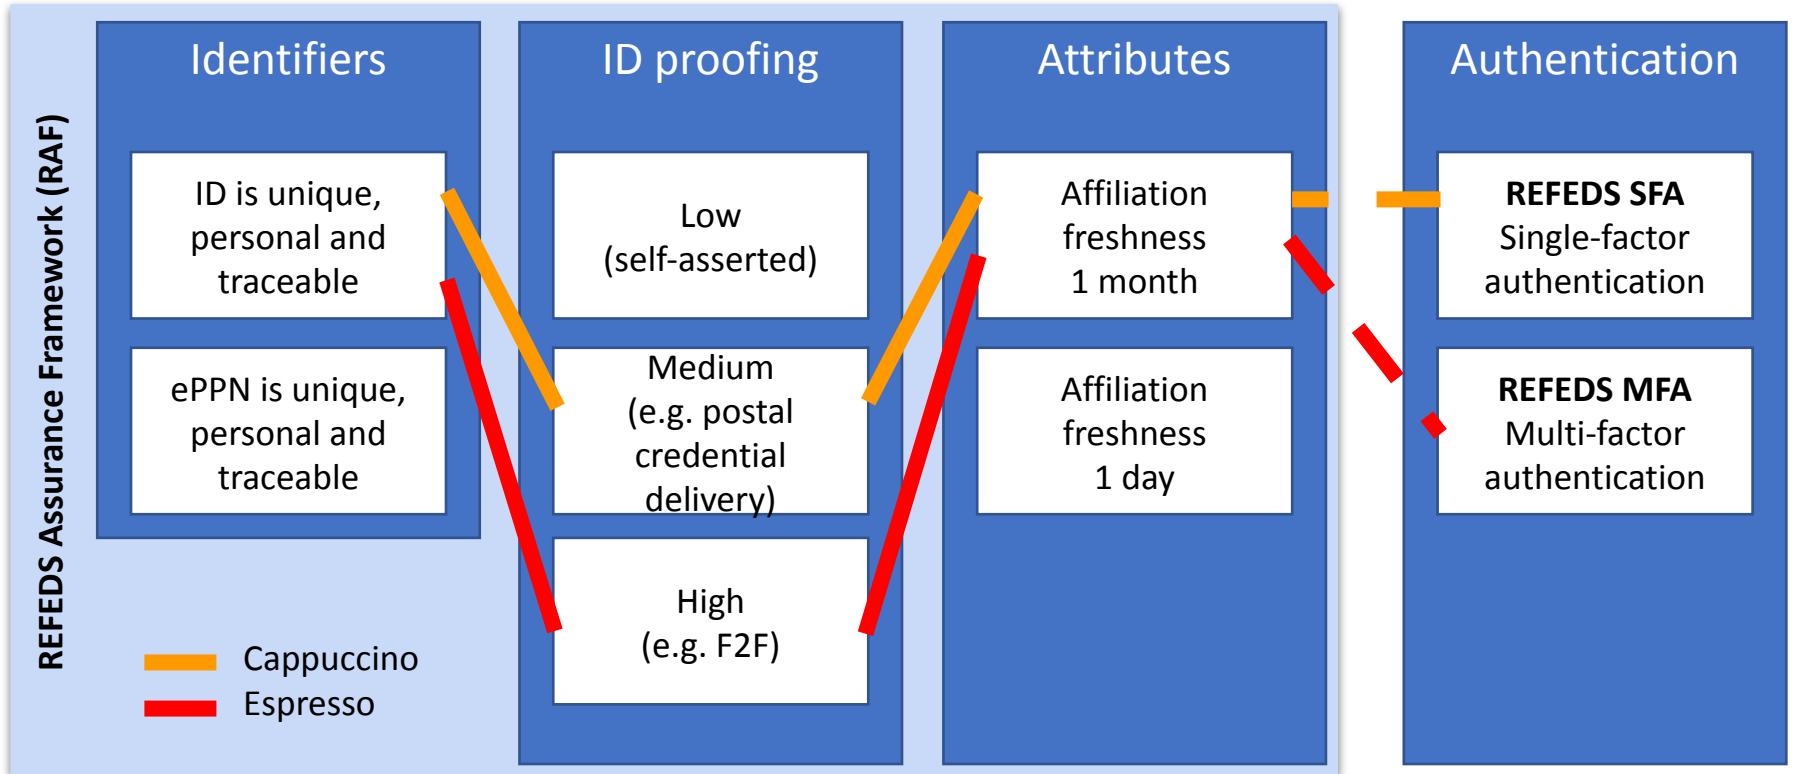 REFEDS Assurance Framework (RAF)
Identifiers
ID is unique,
personal and
traceable
ePPN is unique,
personal and
traceable
ID proofing
Low
(self-asserted)
Medium
(e.g. postal
credential
delivery)
High
(e.g. F2F)
Attributes
Affiliation
freshness
1 month
Affiliation
freshness
1 day
Authentication
REFEDS SFA
Single-factor
authentication
REFEDS MFA
Multi-factor
authentication
Cappuccino
Espresso